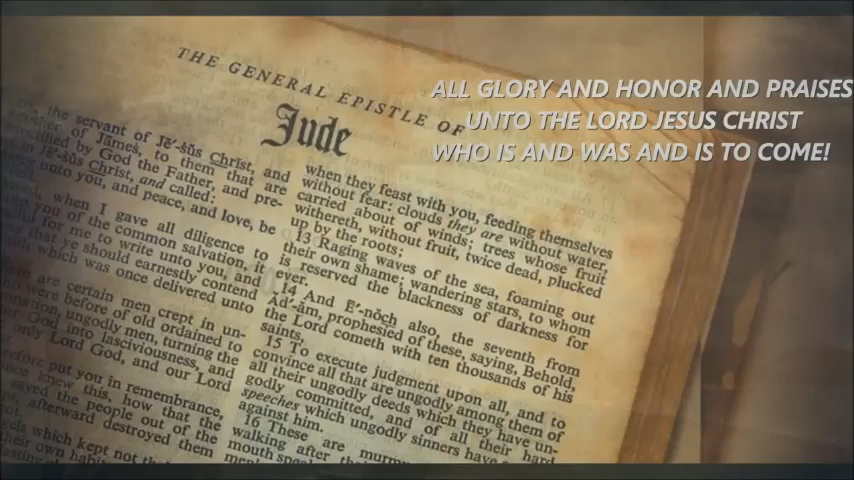 THE GENERAL EPISTLE OF
Jude
the servant of Jē´-sŭs Christ, and
brother of Jāmeṣ, to them that are
sanctified by God the Father, and pre-
in Jē´-sŭs Christ, and called:
unto you, and peace, and love, be
when I gave all diligence to
you of the common salvation, it
for me to write unto you, and
that ye should earnestly contend
which was once delivered unto
are certain men crept in un-
were before of old ordained to
ungodly men, turning the
God into lasciviousness, and
only Lord God, and our Lord
put you in remembrance,
once knew this, how that the
saved the people out of the
afterward destroyed them
which kept not
their own
when they feast with you, feeding themselves
without fear: clouds they are without water,
carried about of winds; trees whose fruit
withereth, without fruit, twice dead, plucked
up by the roots;
13 Raging waves of the sea, foaming out
their own shame; wandering stars, to whom
is reserved the blackness of darkness for
ever.
14 And Ē´-nŏch also, the seventh from
Ăd´-ăm, prophesied of these, saying, Behold,
the Lord cometh with ten thousands of his
saints,
15 To execute judgment upon all, and to
convince all that are ungodly among them of
all their ungodly deeds which they have un-
godly committed, and of all their hard
speeches which ungodly sinners have
against him.
16 These are
walking after
mouth
ALL GLORY AND HONOR AND PRAISES
UNTO THE LORD JESUS CHRIST
WHO IS AND WAS AND IS TO COME!